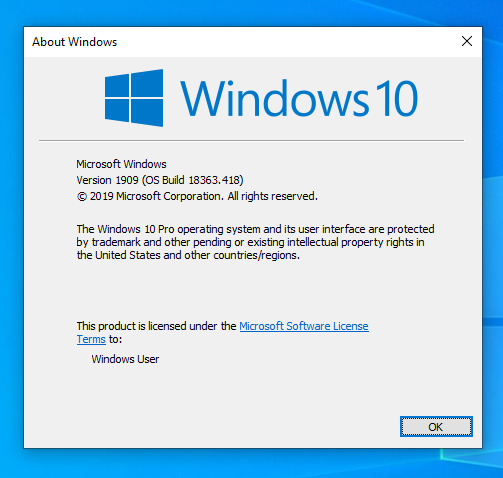 About Windows
Windows 10
Microsoft Windows
Version 1909 (OS Build 18363.418)
© 2019 Microsoft Corporation. All rights reserved.
The Windows 10 Pro operating system and its user interface are protected
by trademark and other pending or existing intellectual property rights in
the United States and other countries/regions.
This product is licensed under the Microsoft Software License
Terms to:
Windows User
OK